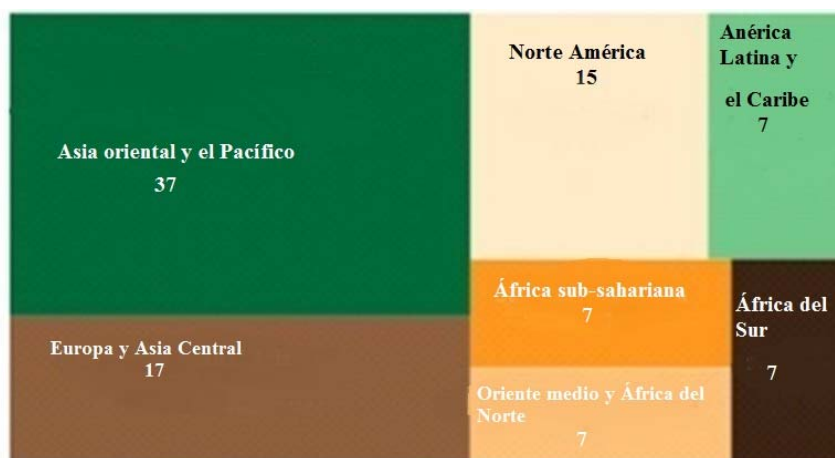 Asia oriental y el Pacífico
37
Europa y Asia Central
17
Norte América
15
Anérica
Latina y
el Caribe
7
África sub-sahariana
7
Oriente medio y África del
Norte
7
África del
Sur
7